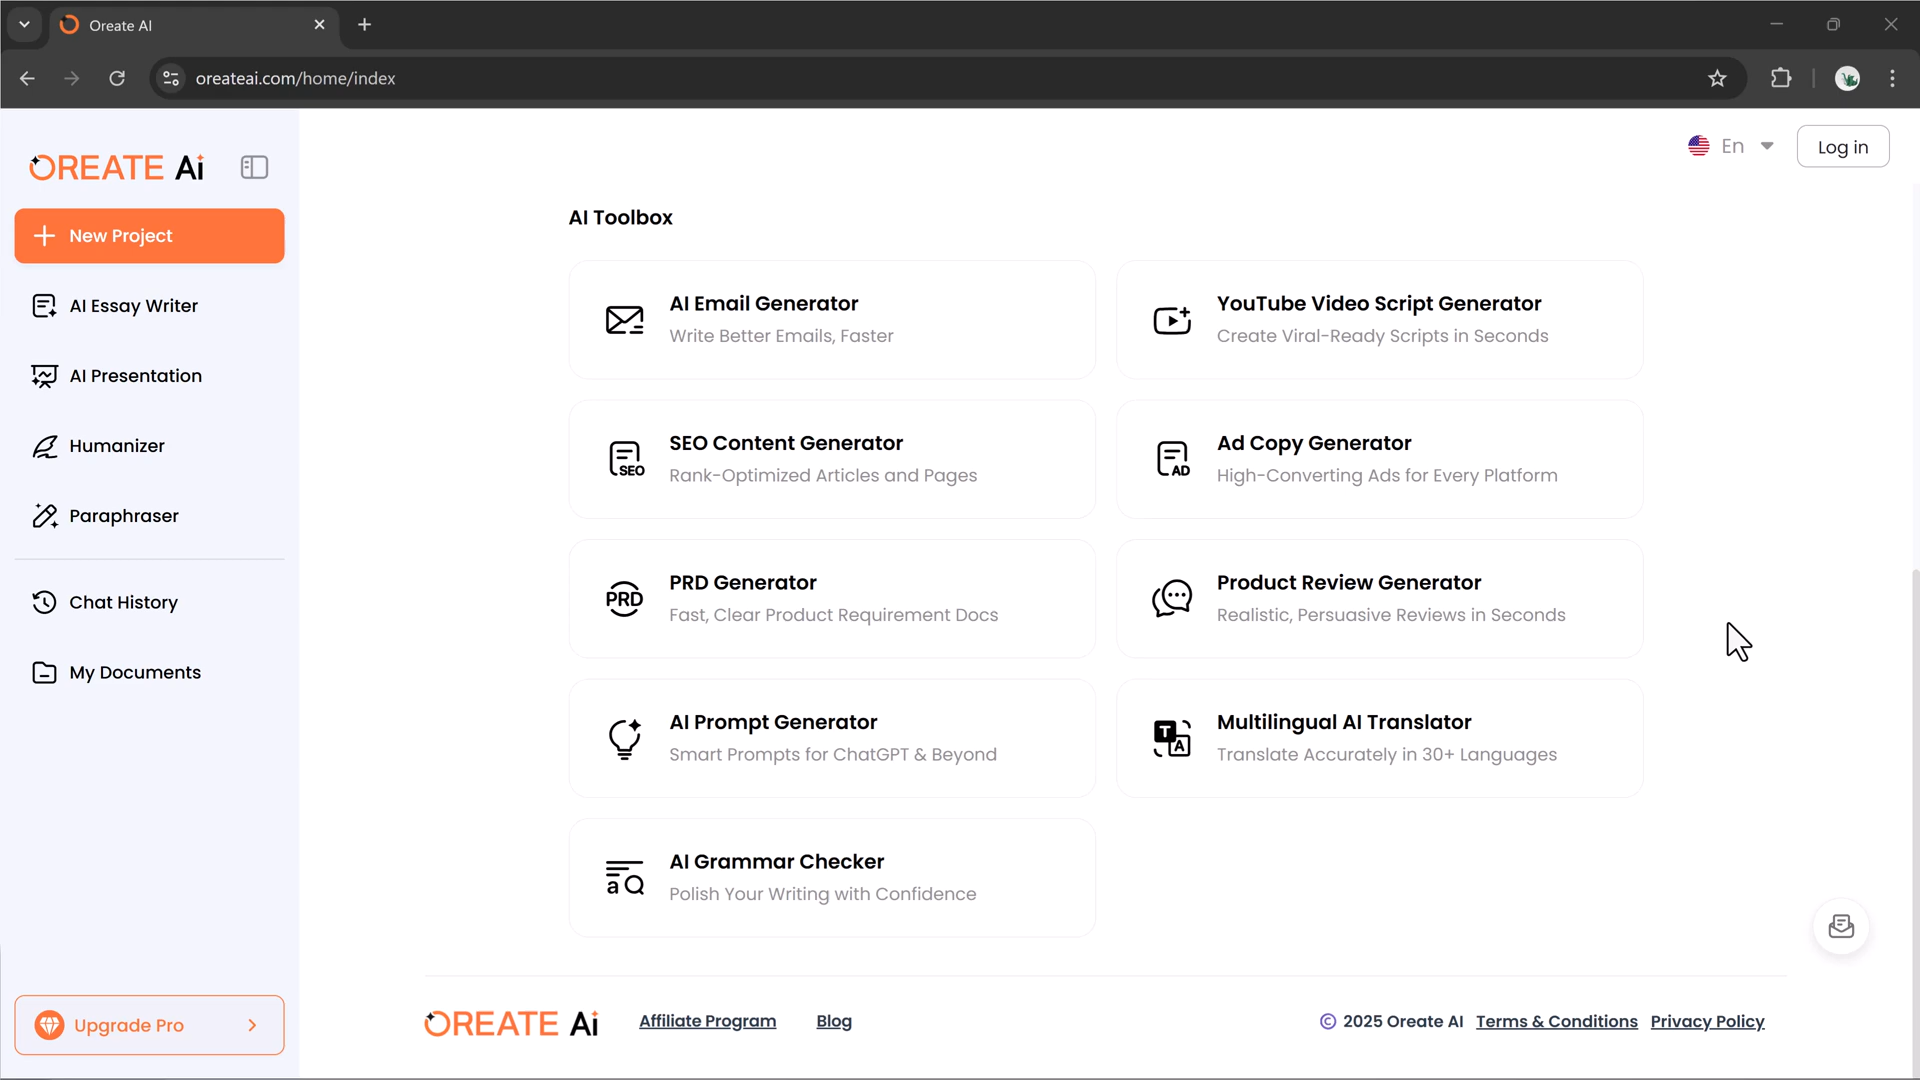 Oreate AI
oreateai.com/home/index
OREATE Ai
En
Log in
New Project
AI Essay Writer
AI Presentation
Humanizer
Paraphraser
Chat History
My Documents
Upgrade Pro
AI Toolbox
AI Email Generator
Write Better Emails, Faster
YouTube Video Script Generator
Create Viral-Ready Scripts in Seconds
SEO
SEO Content Generator
Rank-Optimized Articles and Pages
AD
Ad Copy Generator
High-Converting Ads for Every Platform
PRD
PRD Generator
Fast, Clear Product Requirement Docs
Product Review Generator
Realistic, Persuasive Reviews in Seconds
AI Prompt Generator
Smart Prompts for ChatGPT & Beyond
T
A
Multilingual AI Translator
Translate Accurately in 30+ Languages
a
AI Grammar Checker
Polish Your Writing with Confidence
OREATE Ai
Affiliate Program
Blog
© 2025 Oreate AI
Terms & Conditions
Privacy Policy